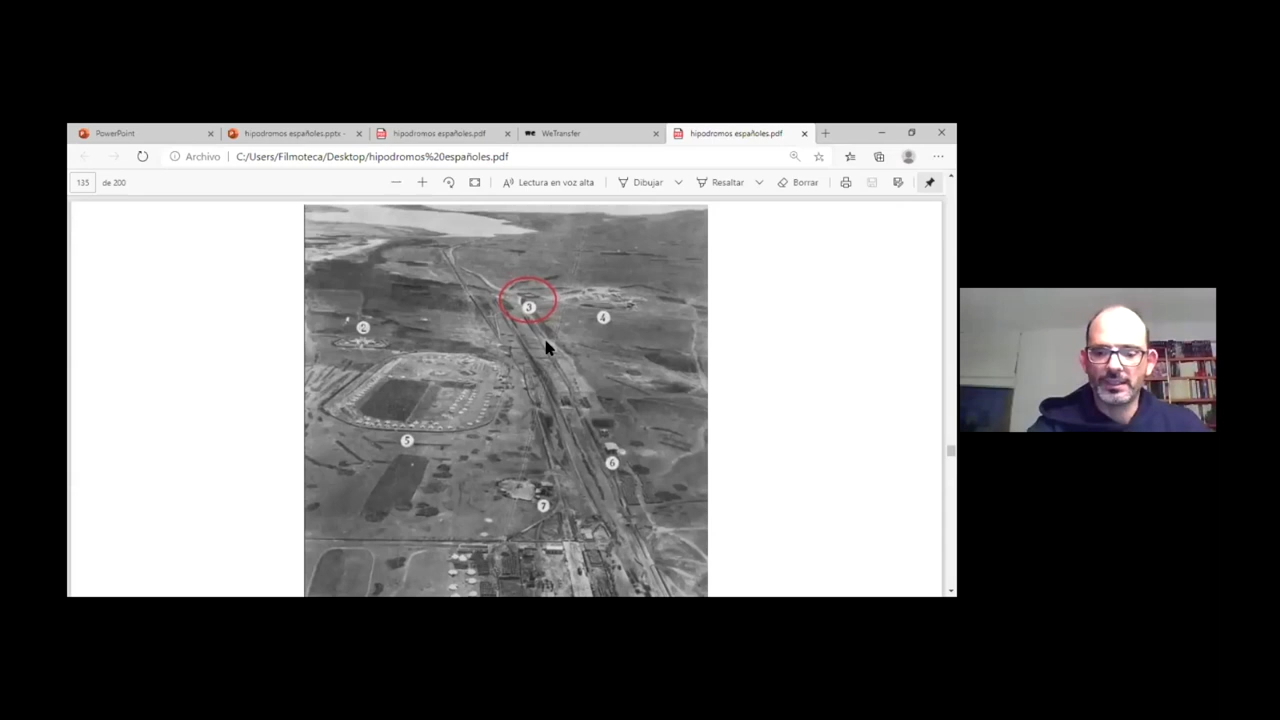 PowerPoint
hipodromos españoles.pptx -
hipodromos españoles.pdf
WeTransfer
hipodromos españoles.pdf
Archivo
C:/Users/Filmoteca/Desktop/hipodromos%20españoles.pdf
135 de 200
Lectura en voz alta
Dibujar
Resaltar
Borrar
3
4
2
5
6
7